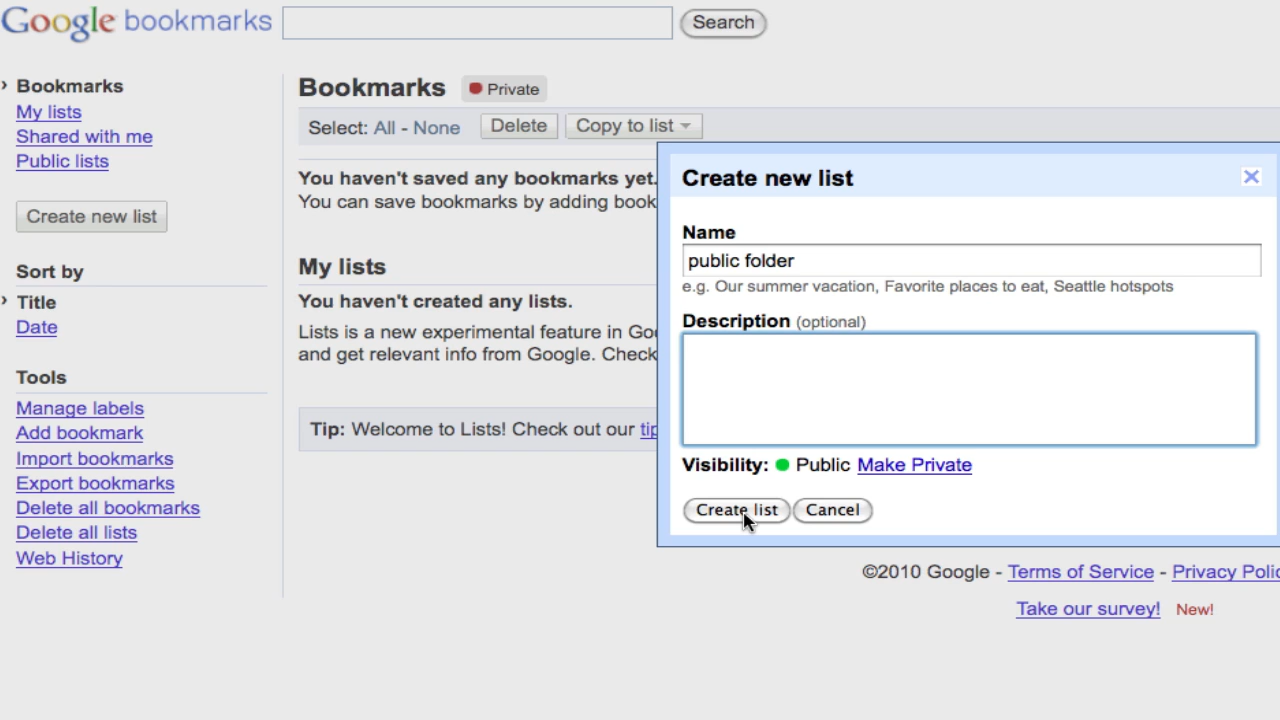 Google bookmarks
Search
› Bookmarks
My lists
Shared with me
Public lists
Create new list
Sort by
› Title
Date
Tools
Manage labels
Add bookmark
Import bookmarks
Export bookmarks
Delete all bookmarks
Delete all lists
Web History
Bookmarks Private
Select: All - None Delete Copy to list
You haven't saved any bookmarks yet.
You can save bookmarks by adding book
My lists
You haven't created any lists.
Lists is a new experimental feature in Goo
and get relevant info from Google. Check
Tip: Welcome to Lists! Check out our tip
Create new list
Name
public folder
e.g. Our summer vacation, Favorite places to eat, Seattle hotspots
Description (optional)
Visibility: Public Make Private
Create list Cancel
©2010 Google - Terms of Service - Privacy Polic
Take our survey! New!